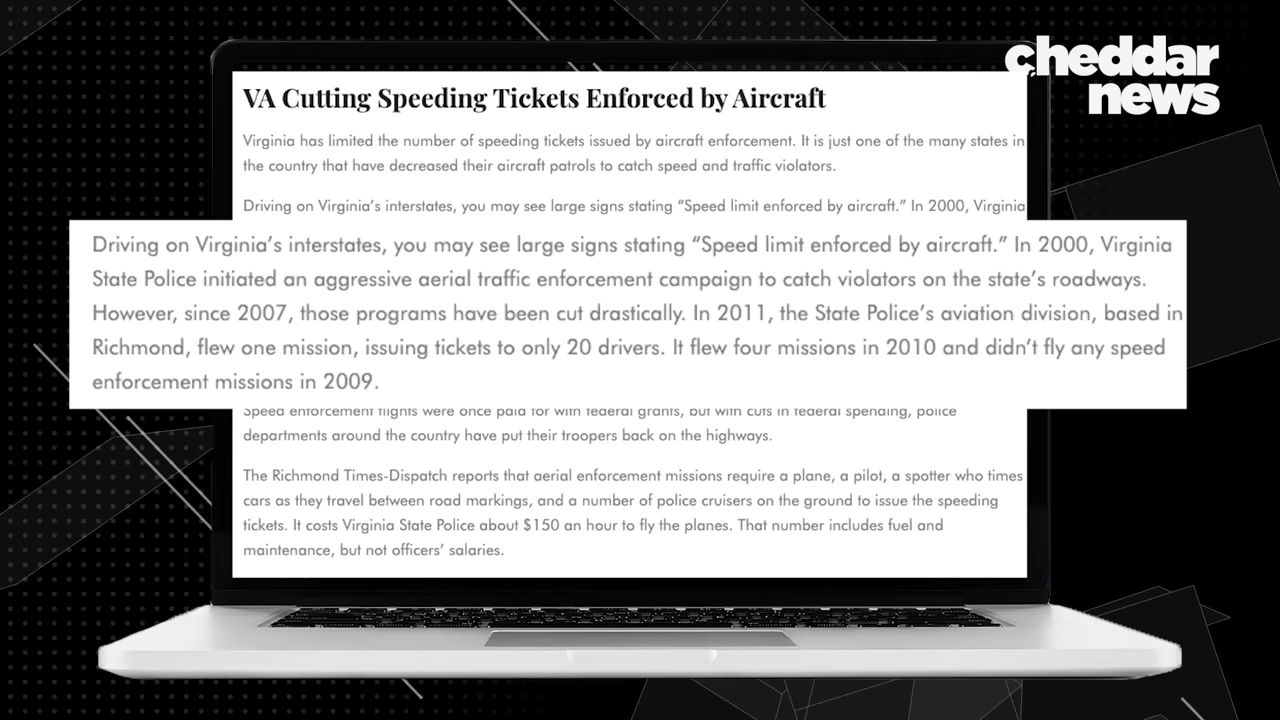 cheddar
news
VA Cutting Speeding Tickets Enforced by Aircraft
Virginia has limited the number of speeding tickets issued by aircraft enforcement. It is just one of the many states in
the country that have decreased their aircraft patrols to catch speed and traffic violators.
Driving on Virginia’s interstates, you may see large signs stating “Speed limit enforced by aircraft.” In 2000, Virginia
Driving on Virginia’s interstates, you may see large signs stating “Speed limit enforced by aircraft.” In 2000, Virginia
State Police initiated an aggressive aerial traffic enforcement campaign to catch violators on the state’s roadways.
However, since 2007, those programs have been cut drastically. In 2011, the State Police’s aviation division, based in
Richmond, flew one mission, issuing tickets to only 20 drivers. It flew four missions in 2010 and didn’t fly any speed
enforcement missions in 2009.
Speed enforcement flights were once paid for with federal grants, but with cuts in federal spending, police
departments around the country have put their troopers back on the highways.
The Richmond Times-Dispatch reports that aerial enforcement missions require a plane, a pilot, a spotter who times
cars as they travel between road markings, and a number of police cruisers on the ground to issue the speeding
tickets. It costs Virginia State Police about $150 an hour to fly the planes. That number includes fuel and
maintenance, but not officers’ salaries.